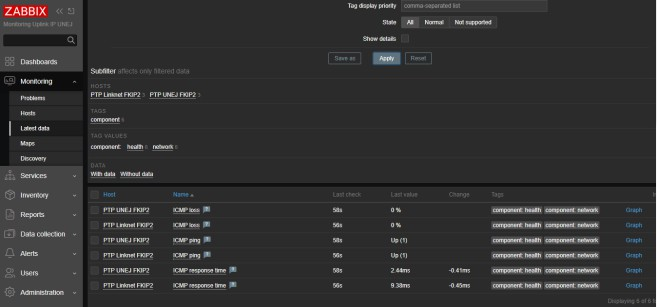 ZABBIX
Monitoring Uplink IP UNEJ
Dashboards
Monitoring
Problems
Hosts
Latest data
Maps
Discovery
Services
Inventory
Reports
Data collection
Alerts
Users
Administration
Tag display priority comma-separated list
State All Normal Not supported
Show details
Save as Apply Reset
Subfilter affects only filtered data
HOSTS
PTP Linknet FKIP2 3 PTP UNEJ FKIP2 3
TAGS
component 6
TAG VALUES
component: health 6 network 6
DATA
With data Without data
Host Name Last check Last value Change Tags
PTP UNEJ FKIP2 ICMP loss ? 58s 0 % component: health component: network Graph
PTP Linknet FKIP2 ICMP loss ? 56s 0 % component: health component: network Graph
PTP UNEJ FKIP2 ICMP ping ? 58s Up (1) component: health component: network Graph
PTP Linknet FKIP2 ICMP ping ? 56s Up (1) component: health component: network Graph
PTP UNEJ FKIP2 ICMP response time ? 58s 2.44ms -0.41ms component: health component: network Graph
PTP Linknet FKIP2 ICMP response time ? 56s 9.38ms -0.45ms component: health component: network Graph
Displaying 6 of 6